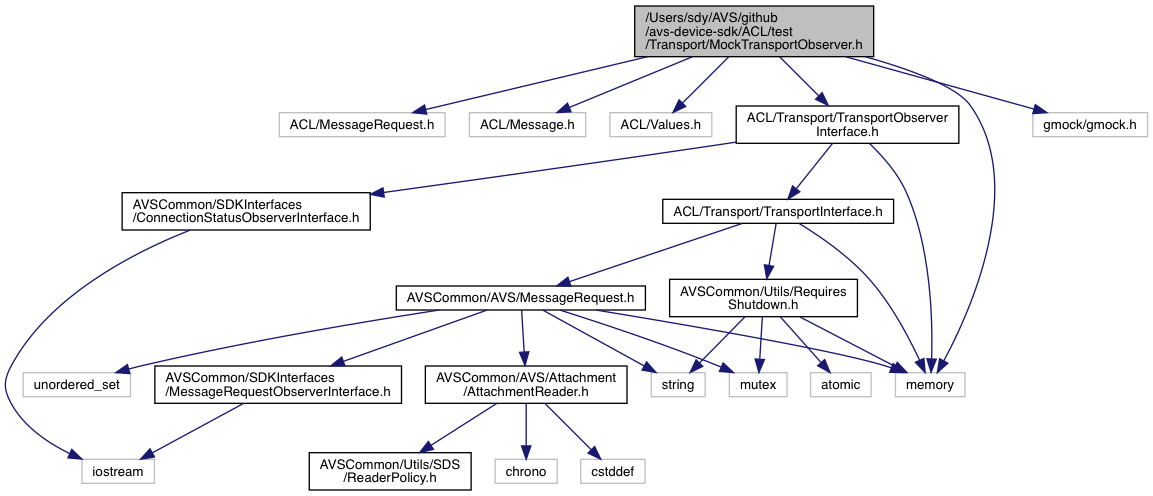 /Users/sdy/AVS/github
/avs-device-sdk/ACL/test
/Transport/MockTransportObserver.h
ACL/MessageRequest.h
ACL/Message.h
ACL/Values.h
ACL/Transport/TransportObserver
Interface.h
gmock/gmock.h
AVSCommon/SDKInterfaces
/ConnectionStatusObserverInterface.h
ACL/Transport/TransportInterface.h
AVSCommon/AVS/MessageRequest.h
AVSCommon/Utils/Requires
Shutdown.h
unordered_set
AVSCommon/SDKInterfaces
/MessageRequestObserverInterface.h
AVSCommon/AVS/Attachment
/AttachmentReader.h
string
mutex
atomic
memory
iostream
AVSCommon/Utils/SDS
/ReaderPolicy.h
chrono
cstddef